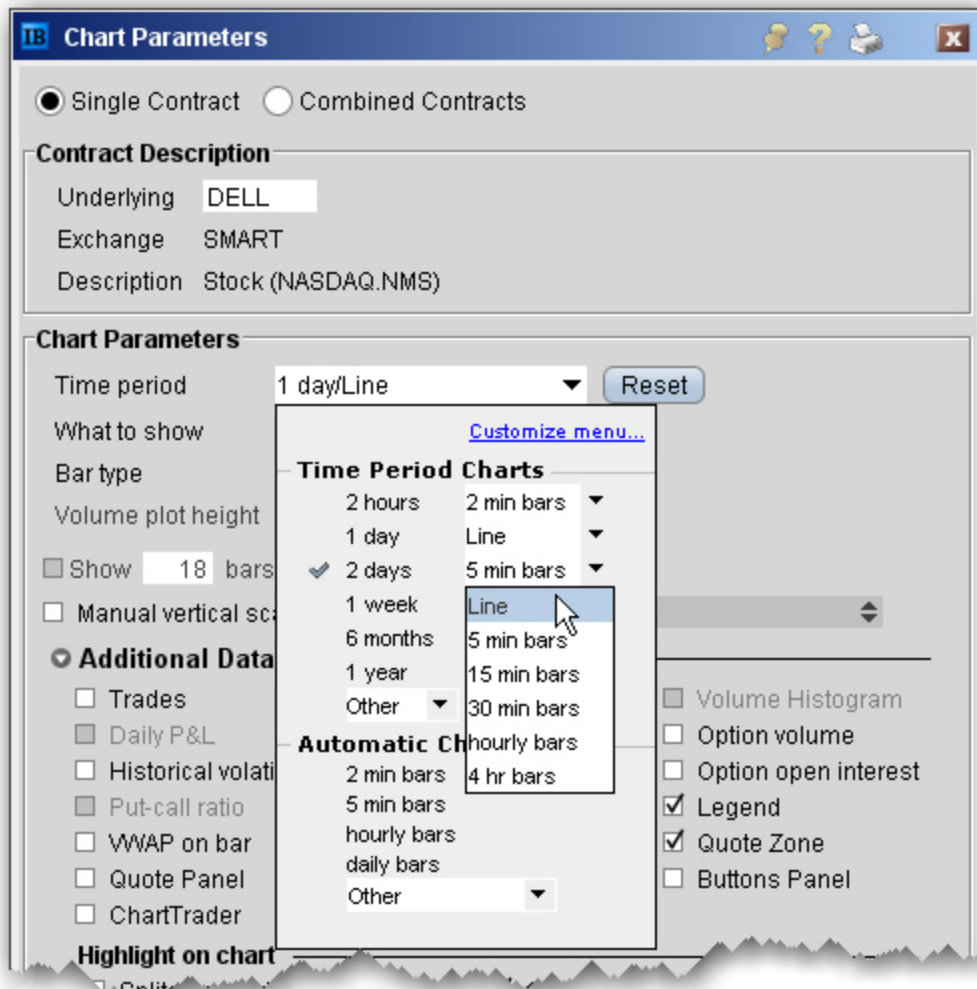 IB Chart Parameters
Single Contract Combined Contracts
Contract Description
Underlying DELL
Exchange SMART
Description Stock (NASDAQ.NMS)
Chart Parameters
Time period 1 day/Line Reset
What to show
Bar type
Volume plot height
Show 18 bars
Manual vertical sc
Customize menu...
Time Period Charts
2 hours 2 min bars
1 day Line
2 days 5 min bars
1 week
6 months
1 year
Other
Line
5 min bars
15 min bars
30 min bars
hourly bars
4 hr bars
Automatic Ch
2 min bars
5 min bars
hourly bars
daily bars
Other
Additional Data
Trades
Daily P&L
Historical volati
Put-call ratio
VWAP on bar
Quote Panel
ChartTrader
Volume Histogram
Option volume
Option open interest
Legend
Quote Zone
Buttons Panel
Highlight on chart